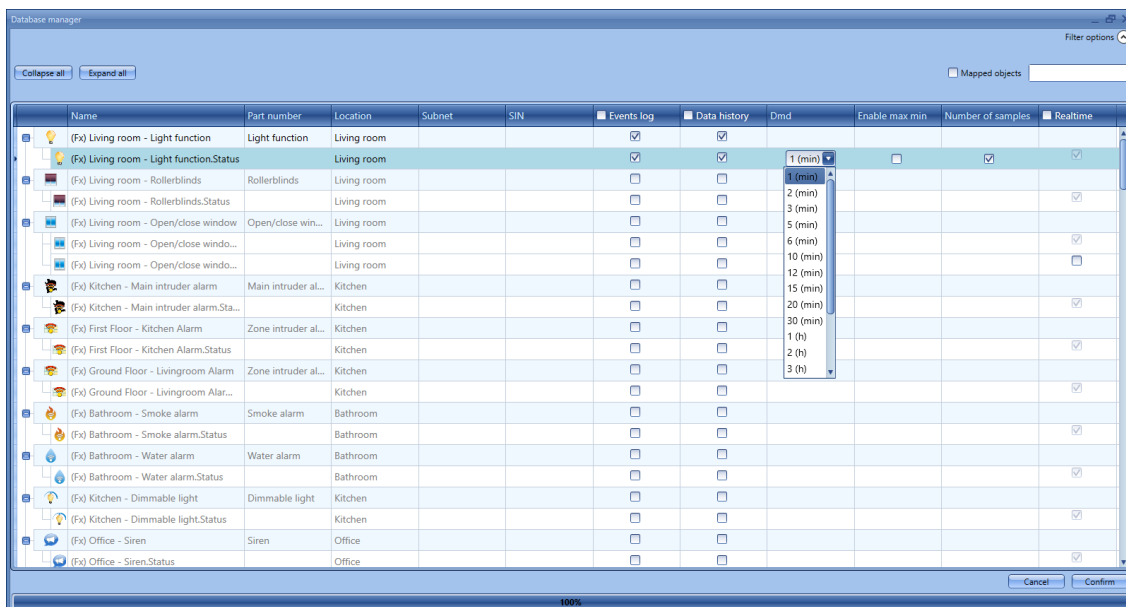 Database manager
Filter options
Collapse all Expand all Mapped objects
Name Part number Location Subnet SIN Events log Data history Dmd Enable max min Number of samples Realtime
(Fx) Living room - Light function Light function Living room
(Fx) Living room - Light function.Status Living room 1 (min)
(Fx) Living room - Rollerblinds Rollerblinds Living room 1 (min)
(Fx) Living room - Rollerblinds.Status Living room 2 (min)
3 (min)
(Fx) Living room - Open/close window Open/close win... Living room 5 (min)
(Fx) Living room - Open/close windo... Living room 6 (min)
(Fx) Living room - Open/close windo... Living room 10 (min)
12 (min)
(Fx) Kitchen - Main intruder alarm Main intruder al... Kitchen 15 (min)
(Fx) Kitchen - Main intruder alarm.Sta... Kitchen 20 (min)
(Fx) First Floor - Kitchen Alarm Zone intruder al... Kitchen 30 (min)
1 (h)
(Fx) First Floor - Kitchen Alarm.Status Kitchen 2 (h)
(Fx) Ground Floor - Livingroom Alarm Zone intruder al... Kitchen 3 (h)
(Fx) Ground Floor - Livingroom Alar... Kitchen
(Fx) Bathroom - Smoke alarm Smoke alarm Bathroom
(Fx) Bathroom - Smoke alarm.Status Bathroom
(Fx) Bathroom - Water alarm Water alarm Bathroom
(Fx) Bathroom - Water alarm.Status Bathroom
(Fx) Kitchen - Dimmable light Dimmable light Kitchen
(Fx) Kitchen - Dimmable light.Status Kitchen
(Fx) Office - Siren Siren Office
(Fx) Office - Siren.Status Office
Cancel Confirm
100%